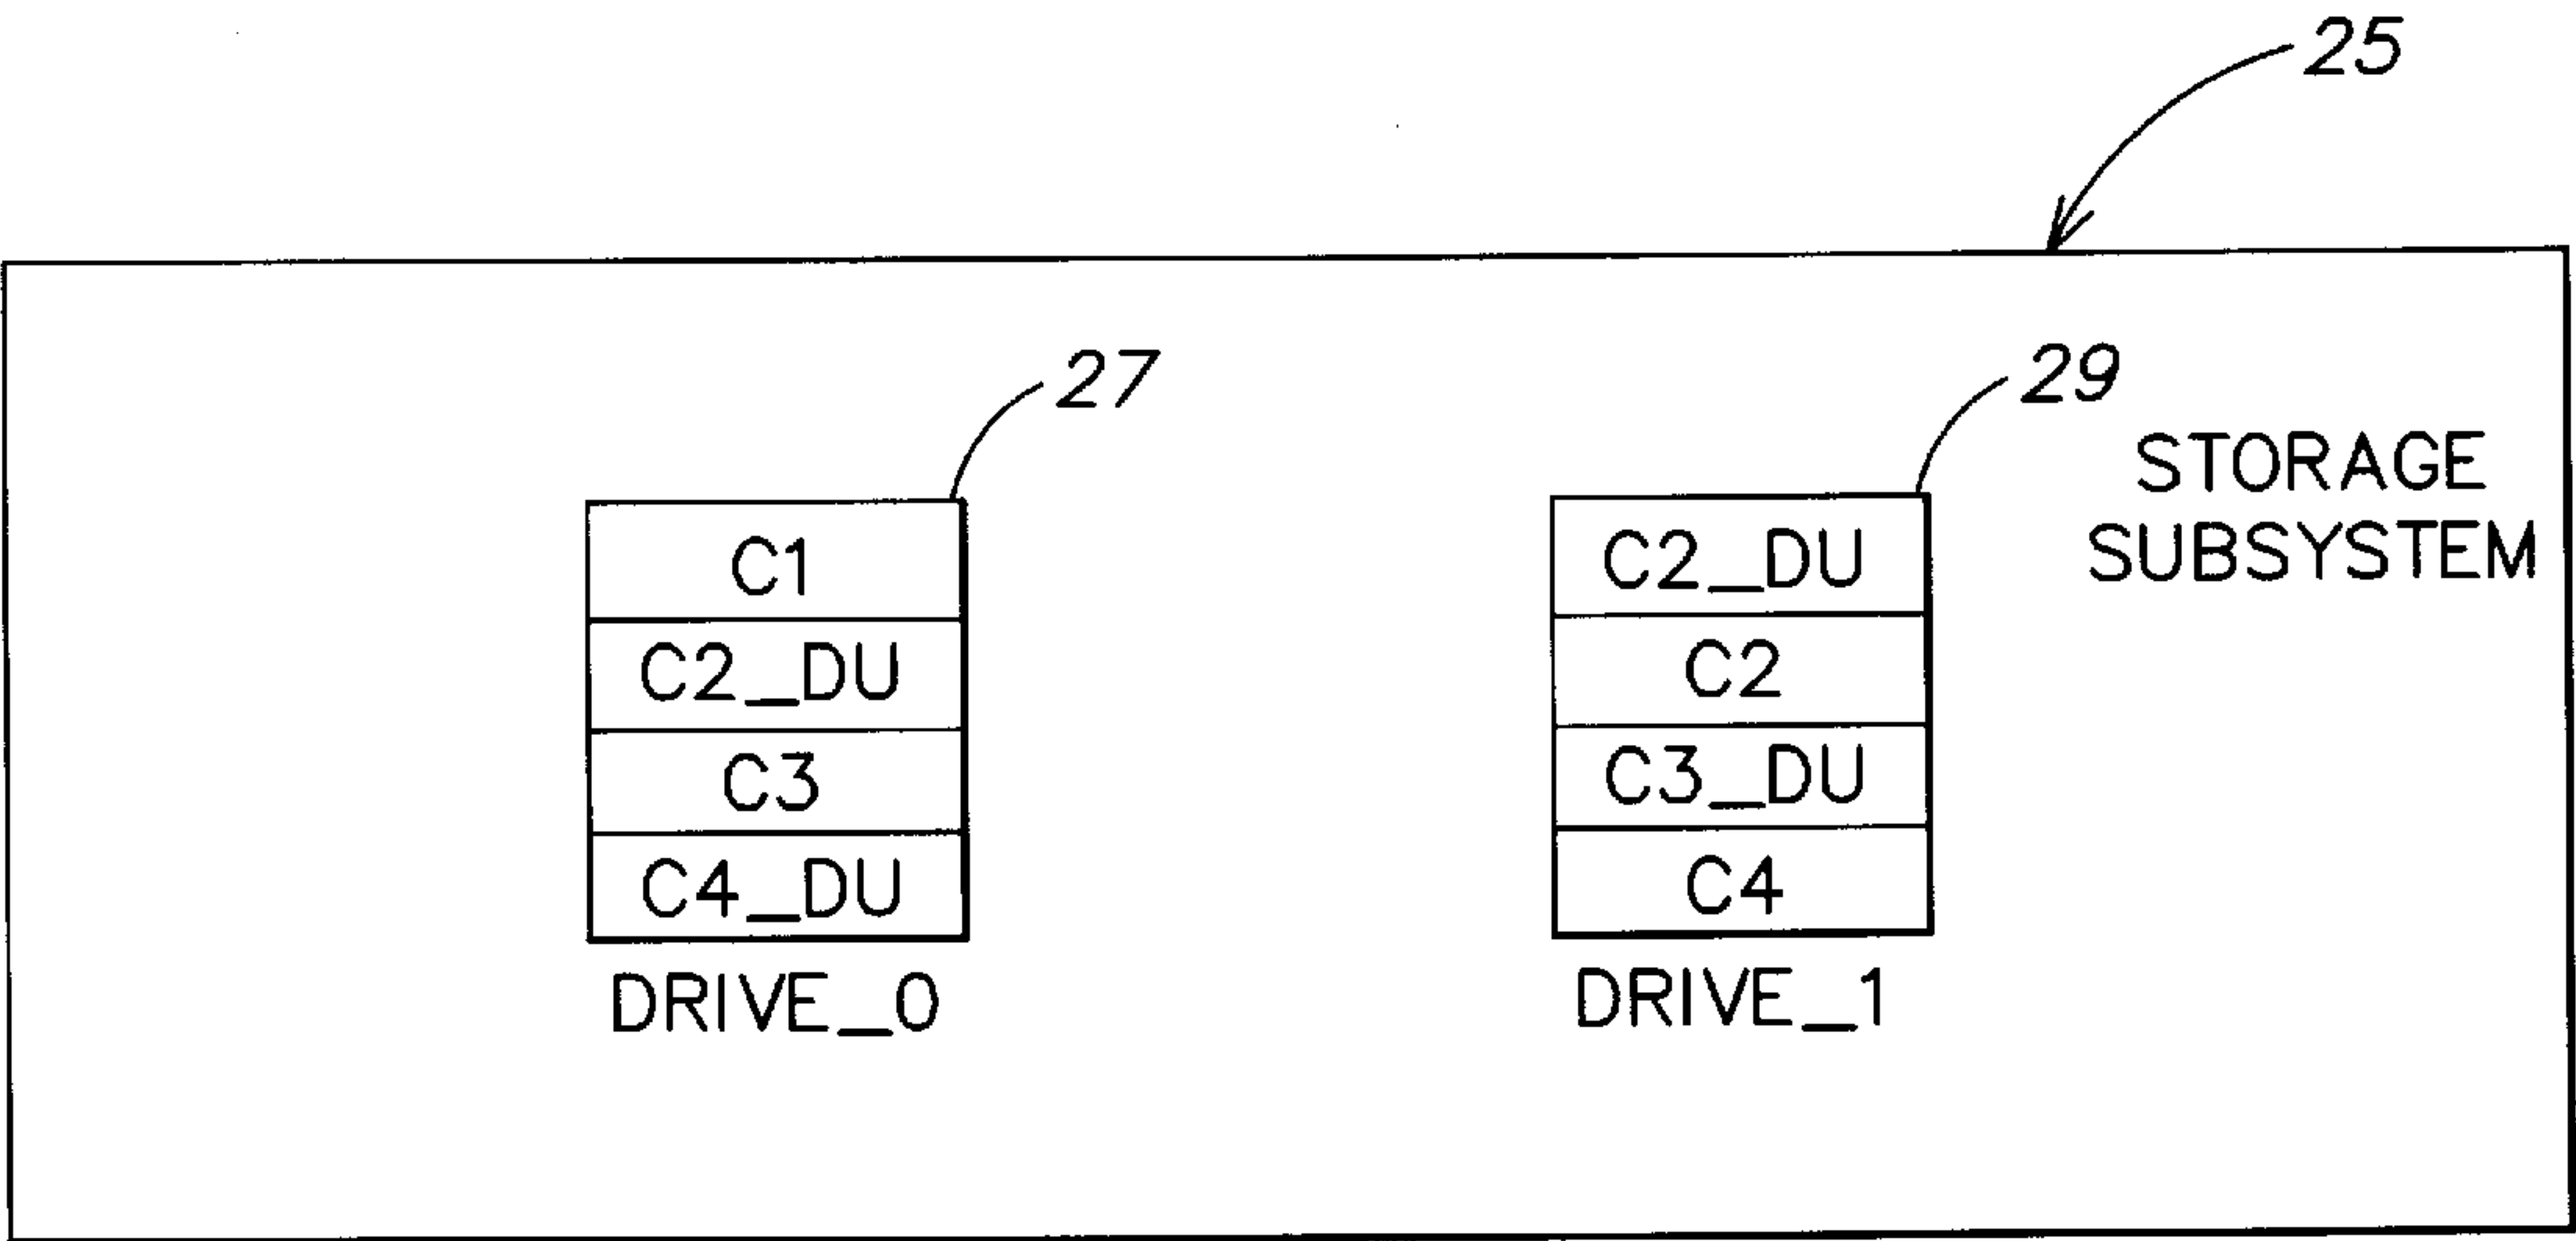 25
27
29
STORAGE
SUBSYSTEM
C1
C2_DU
C3
C4_DU
DRIVE_0
C2_DU
C2
C3_DU
C4
DRIVE_1